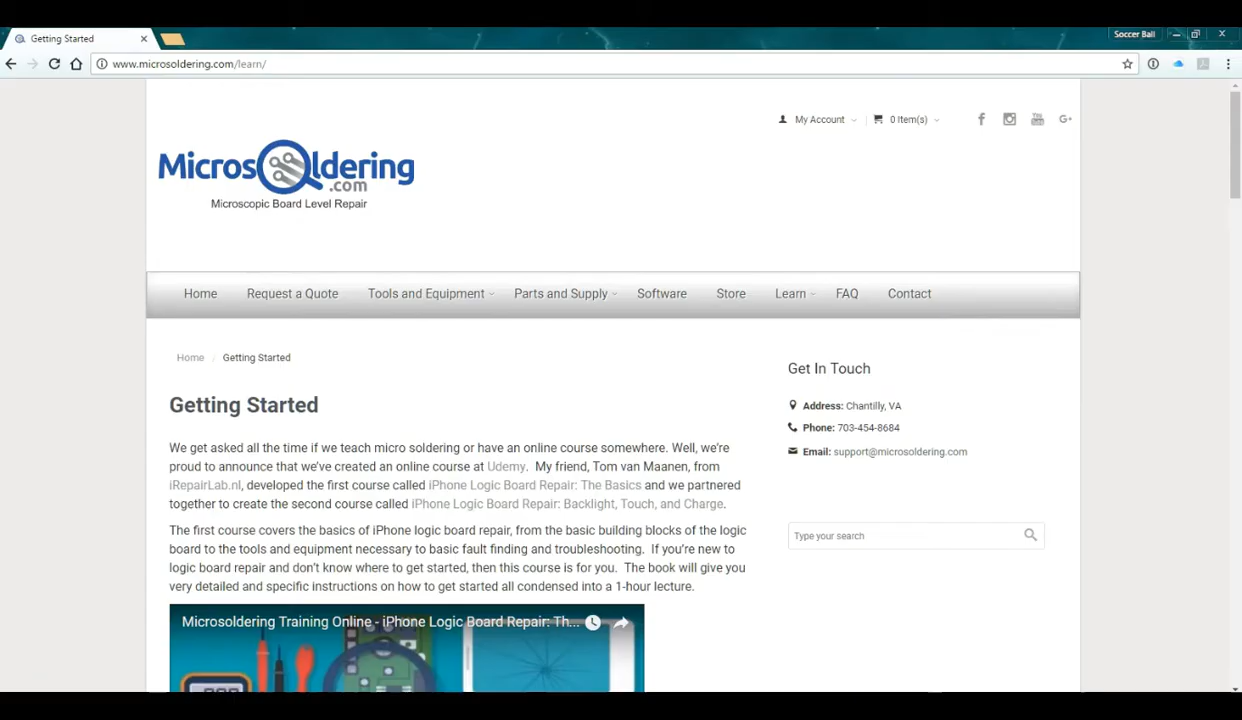 Getting Started
Soccer Ball
www.microsoldering.com/learn/
My Account
0 Item(s)
Microsoldering
.com
Microscopic Board Level Repair
Home Request a Quote Tools and Equipment Parts and Supply Software Store Learn FAQ Contact
Home / Getting Started
Getting Started
We get asked all the time if we teach micro soldering or have an online course somewhere. Well, we're
proud to announce that we've created an online course at Udemy. My friend, Tom van Maanen, from
iRepairLab.nl, developed the first course called iPhone Logic Board Repair: The Basics and we partnered
together to create the second course called iPhone Logic Board Repair: Backlight, Touch, and Charge.
The first course covers the basics of iPhone logic board repair, from the basic building blocks of the logic
board to the tools and equipment necessary to basic fault finding and troubleshooting. If you're new to
logic board repair and don't know where to get started, then this course is for you. The book will give you
very detailed and specific instructions on how to get started all condensed into a 1-hour lecture.
Microsoldering Training Online - iPhone Logic Board Repair: Th...
Get In Touch
Address: Chantilly, VA
Phone: 703-454-8684
Email: support@microsoldering.com
Type your search